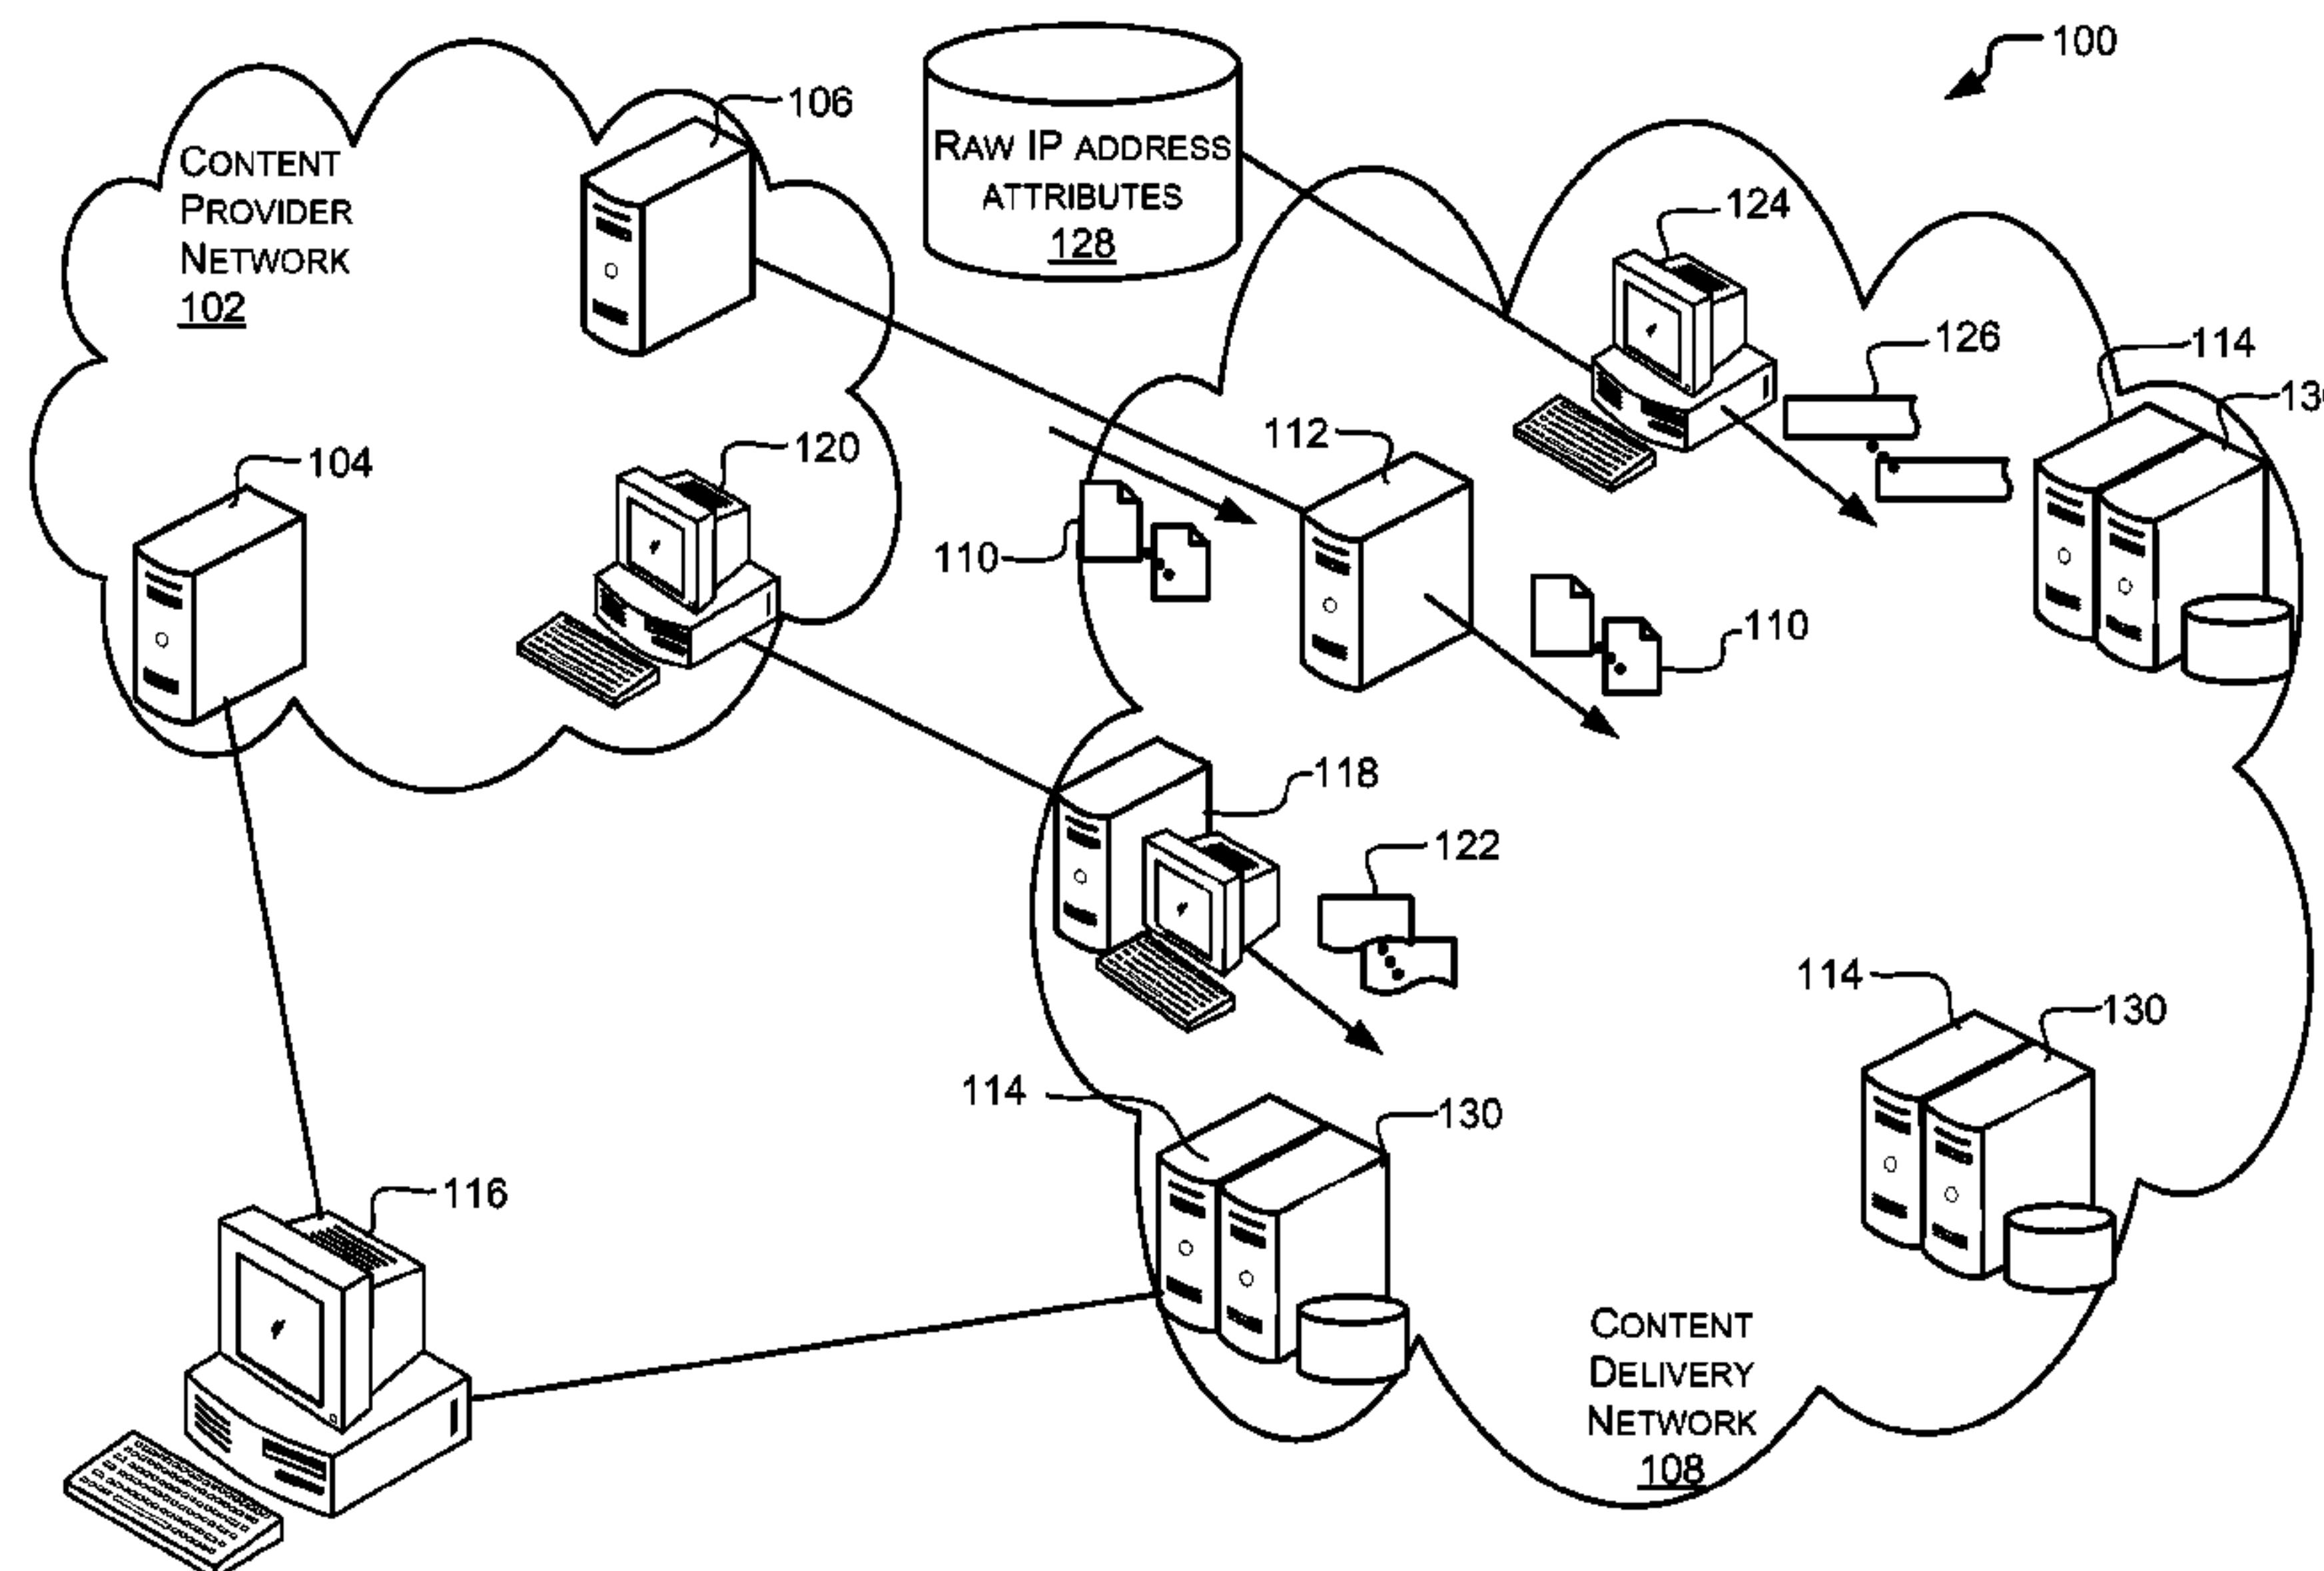 100
106
RAW IP ADDRESS
ATTRIBUTES
128
CONTENT
PROVIDER
NETWORK
102
124
126
114
112
120
104
110
110
118
122
114
130
114
130
116
CONTENT
DELIVERY
NETWORK
108